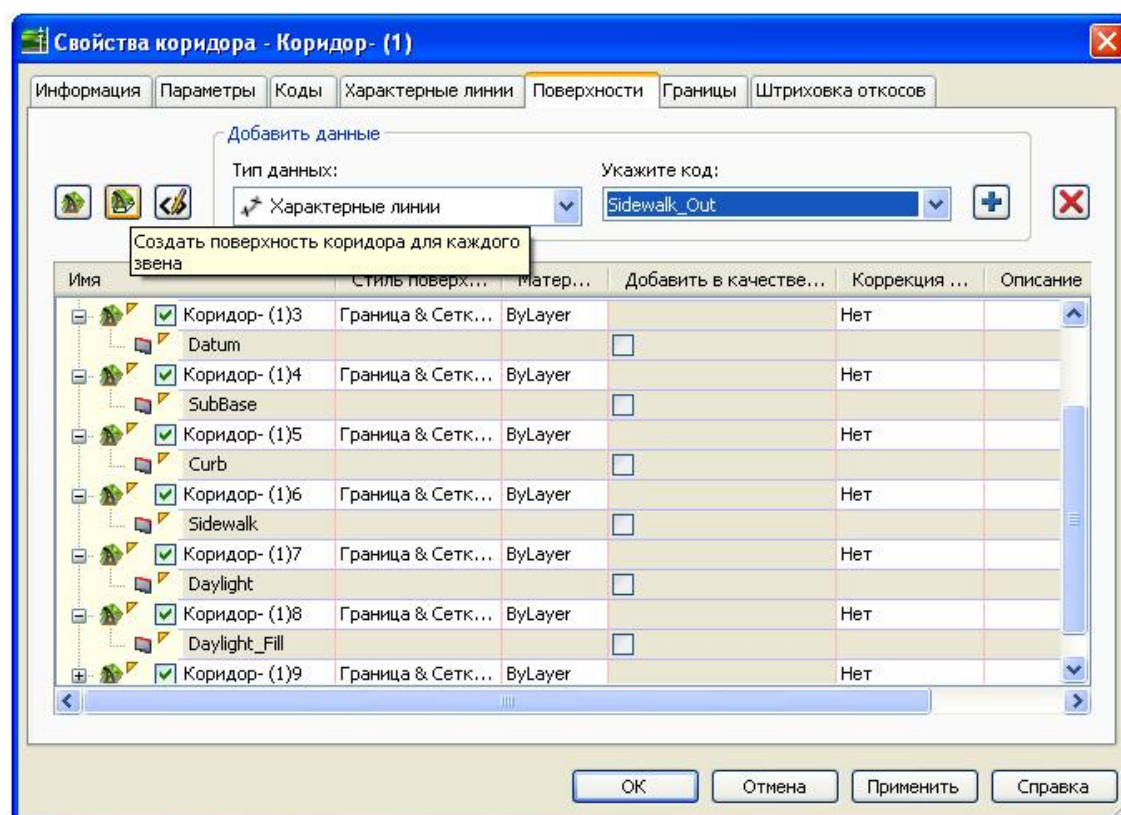 Свойства коридора - Коридор- (1)
Информация Параметры Коды Характерные линии Поверхности Границы Штриховка откосов
Добавить данные
Тип данных: Укажите код:
Характерные линии Sidewalk_Out
Создать поверхность коридора для каждого
звена
Имя Стиль поверх... Матер... Добавить в качестве... Коррекция ... Описание
Коридор- (1)3 Граница & Сетк... ByLayer Нет
Datum
Коридор- (1)4 Граница & Сетк... ByLayer Нет
SubBase
Коридор- (1)5 Граница & Сетк... ByLayer Нет
Curb
Коридор- (1)6 Граница & Сетк... ByLayer Нет
Sidewalk
Коридор- (1)7 Граница & Сетк... ByLayer Нет
Daylight
Коридор- (1)8 Граница & Сетк... ByLayer Нет
Daylight_Fill
Коридор- (1)9 Граница & Сетк... ByLayer Нет
ОК Отмена Применить Справка